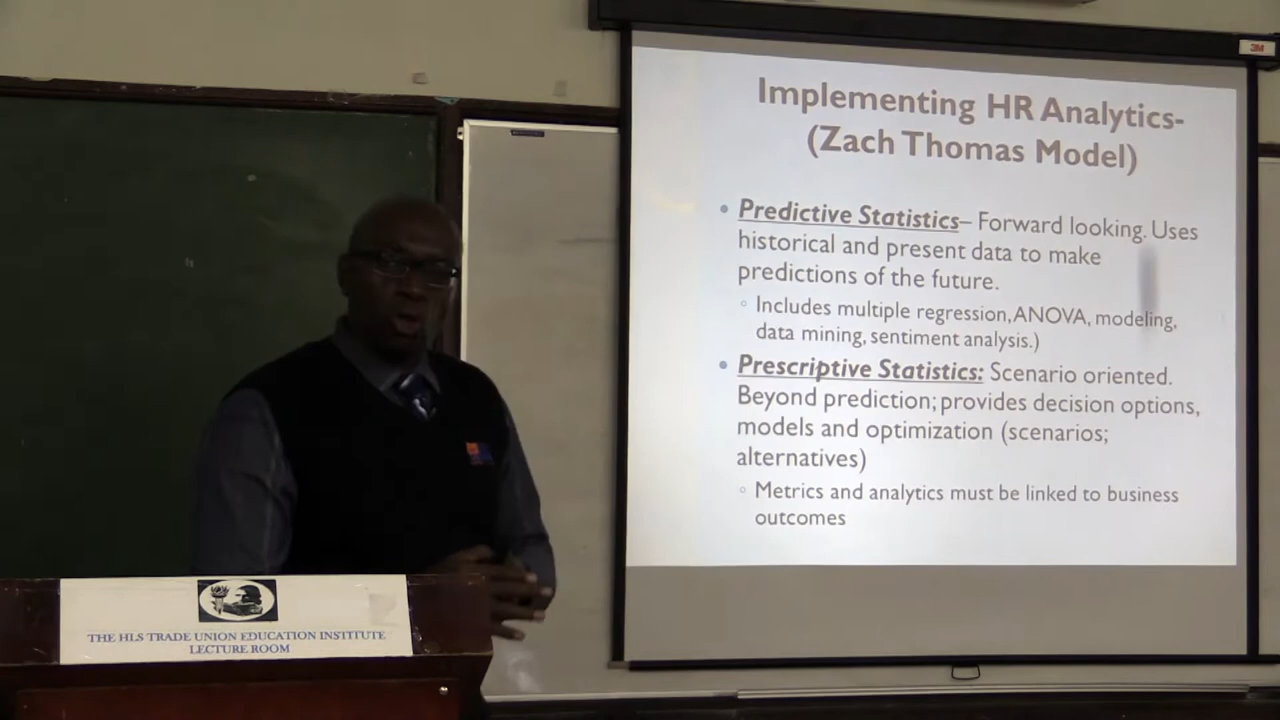 3M
Implementing HR Analytics-
(Zach Thomas Model)
• Predictive Statistics– Forward looking. Uses
historical and present data to make
predictions of the future.
◦ Includes multiple regression, ANOVA, modeling,
data mining, sentiment analysis.)
• Prescriptive Statistics: Scenario oriented.
Beyond prediction; provides decision options,
models and optimization (scenarios;
alternatives)
◦ Metrics and analytics must be linked to business
outcomes
THE HLS TRADE UNION EDUCATION INSTITUTE
LECTURE ROOM